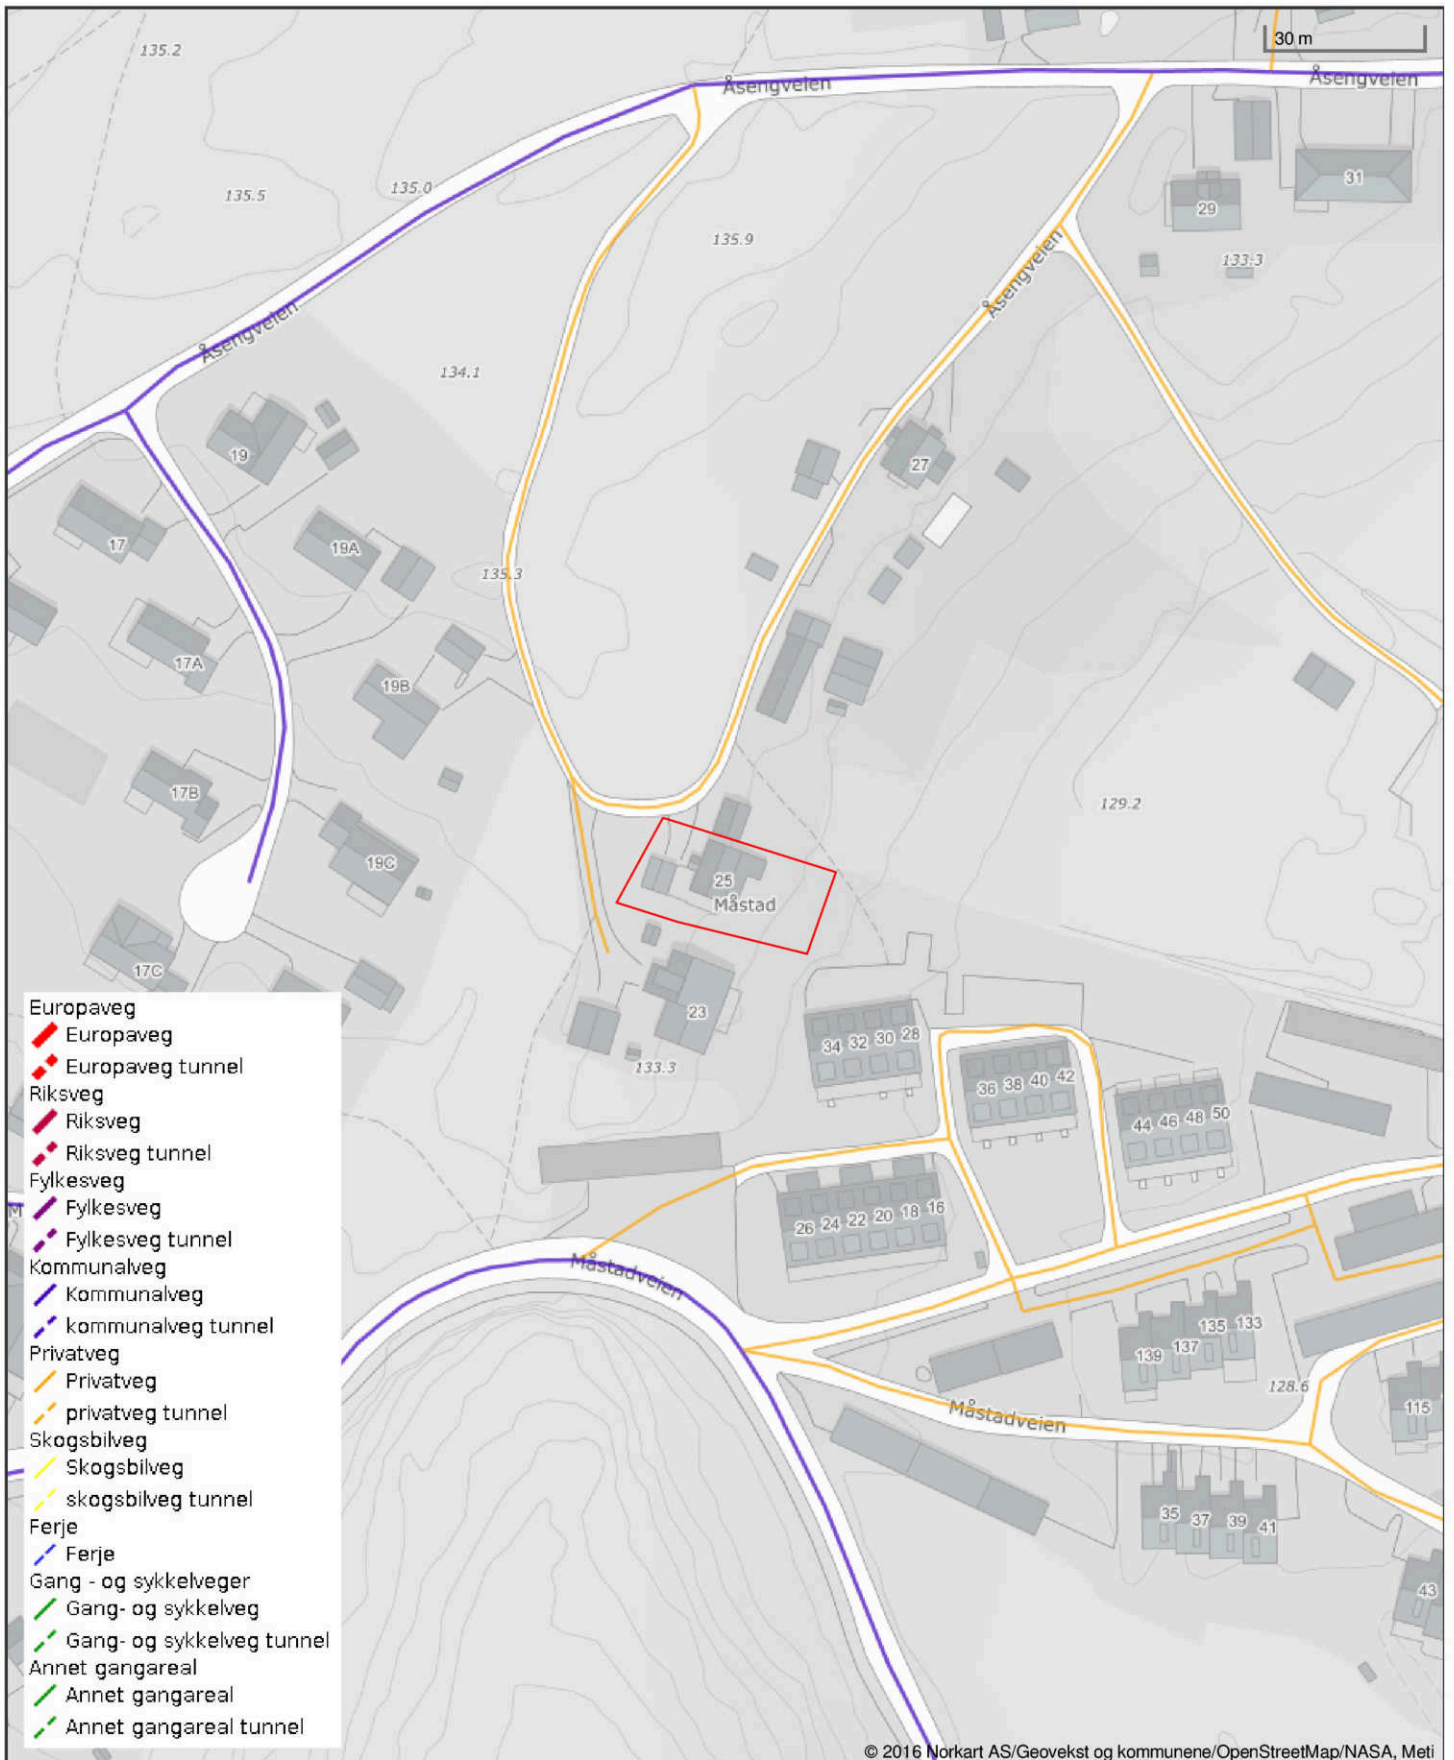 135.2
30 m
Åsengveien
Åsengveien
135.5
135.0
31
29
135.9
133.3
Åsengveien
Åsengveien
134.1
19
27
17
19A
135.3
17A
19B
17B
129.2
19C
25
Måstad
17C
23
34 32 30 28
133.3
36 38 40 42
44 46 48 50
26 24 22 20 18 16
Måstadveien
139 137 135 133
128.6
115
Måstadveien
35 37 39 41
43
M
Europaveg
Europaveg
Europaveg tunnel
Riksveg
Riksveg
Riksveg tunnel
Fylkesveg
Fylkesveg
Fylkesveg tunnel
Kommunalveg
Kommunalveg
kommunalveg tunnel
Privatveg
Privatveg
privatveg tunnel
Skogsbilveg
Skogsbilveg
skogsbilveg tunnel
Ferje
Ferje
Gang - og sykkelveger
Gang- og sykkelveg
Gang- og sykkelveg tunnel
Annet gangareal
Annet gangareal
Annet gangareal tunnel
© 2016 Norkart AS/Geovekst og kommunene/OpenStreetMap/NASA, Meti